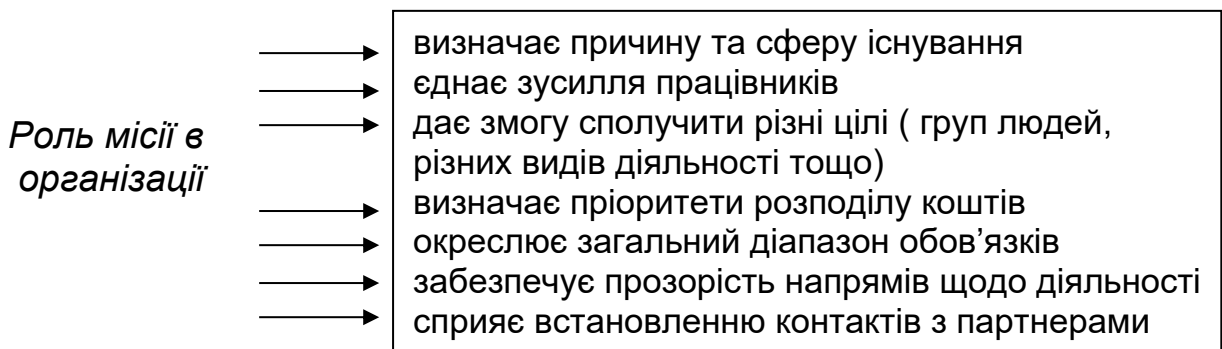 Роль місії в
організації
визначає причину та сферу існування
єднає зусилля працівників
дає змогу сполучити різні цілі ( груп людей,
різних видів діяльності тощо)
визначає пріоритети розподілу коштів
окреслює загальний діапазон обов’язків
забезпечує прозорість напрямів щодо діяльності
сприяє встановленню контактів з партнерами